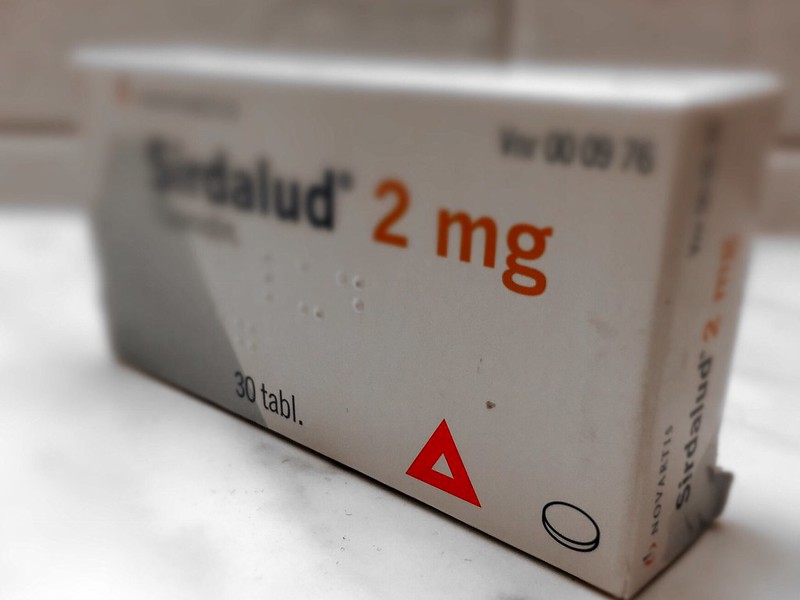 Vnr 00 09 76
Sirdalud® 2 mg
30 tabl.
NOVARTIS
Sirdalud® 2 mg